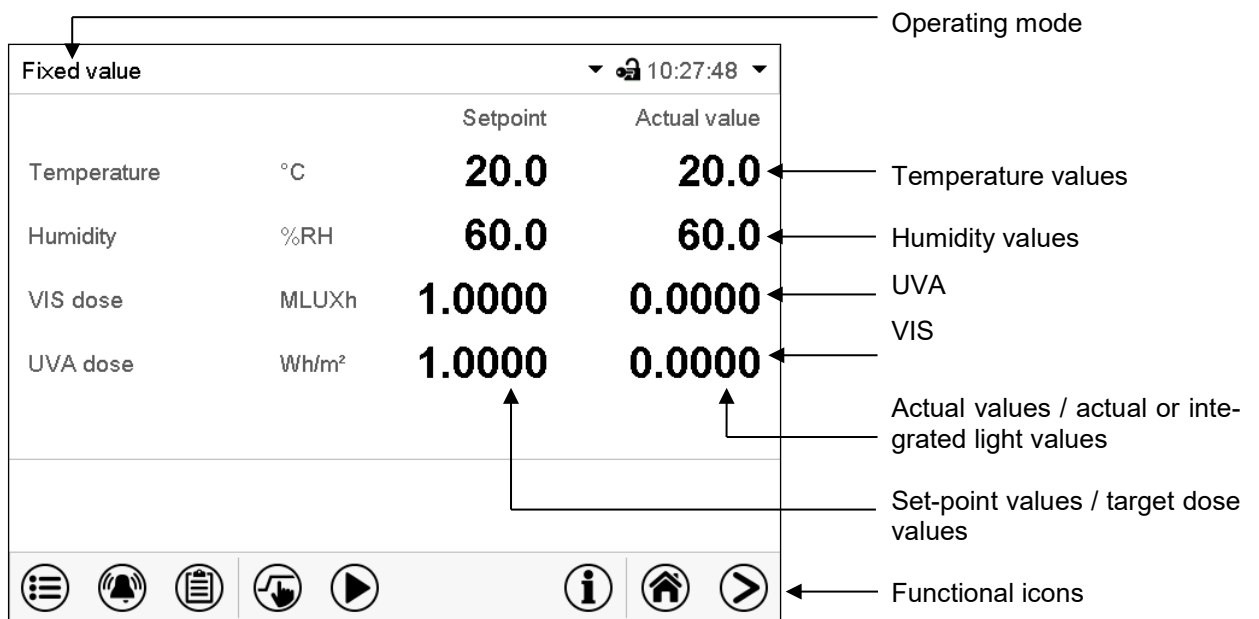 Operating mode
Fixed value 10:27:48
Setpoint Actual value
Temperature °C 20.0 20.0 Temperature values
Humidity %RH 60.0 60.0 Humidity values
VIS dose MLUXh 1.0000 0.0000 UVA
VIS
UVA dose Wh/m² 1.0000 0.0000
Actual values / actual or inte-
grated light values
Set-point values / target dose
values
Functional icons